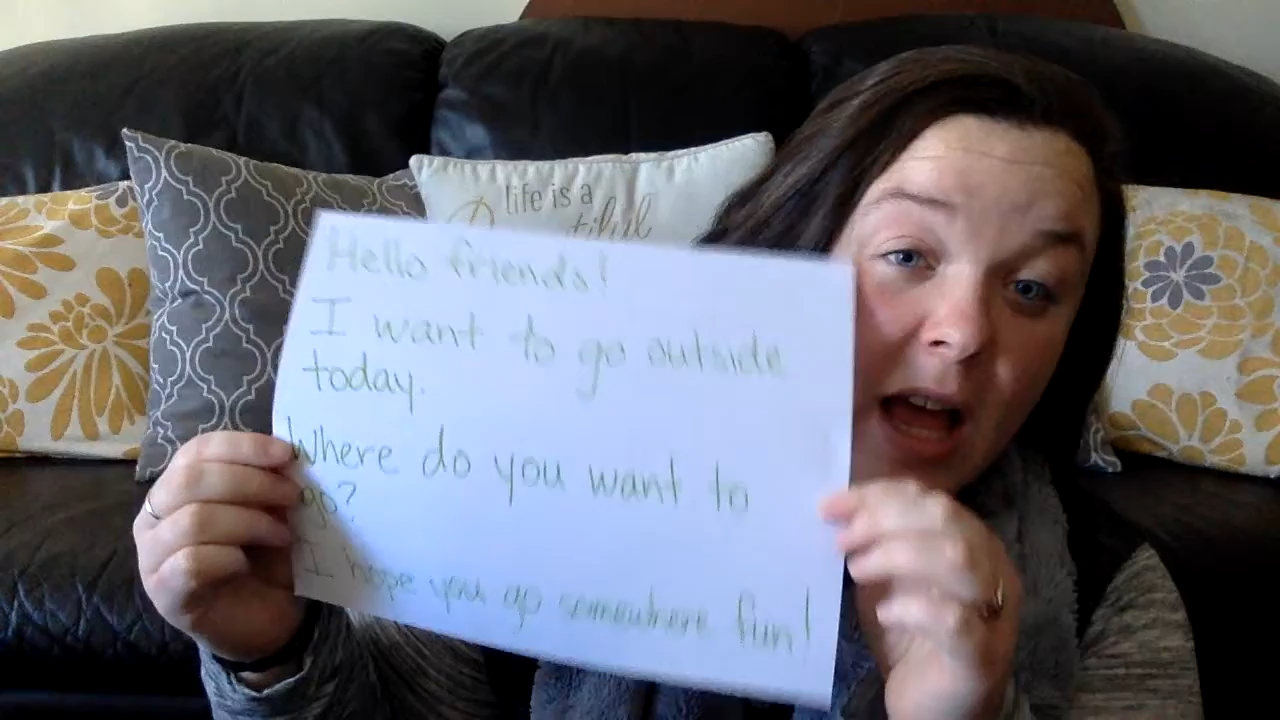 life is a
Hello friends!
I want to go outside
today.
Where do you want to
go?
I hope you go somewhere fun!